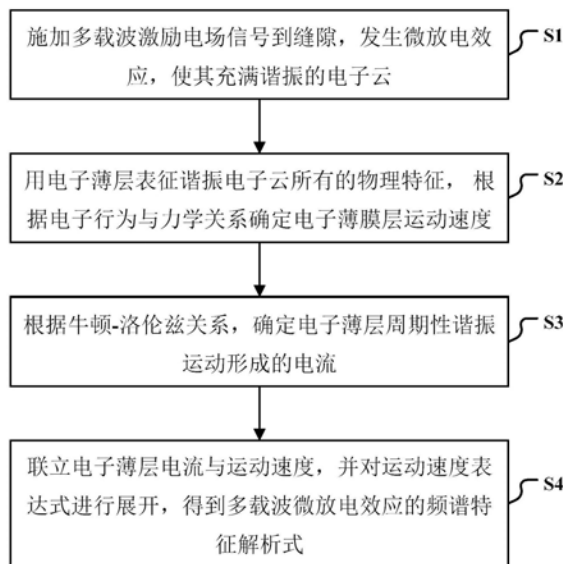 施加多载波激励电场信号到缝隙，发生微放电效
应，使其充满谐振的电子云
S1
用电子薄层表征谐振电子云所有的物理特征，根
据电子行为与力学关系确定电子薄膜层运动速度
S2
根据牛顿-洛伦兹关系，确定电子薄层周期性谐振
运动形成的电流
S3
联立电子薄层电流与运动速度，并对运动速度表
达式进行展开，得到多载波微放电效应的频谱特
征解析式
S4